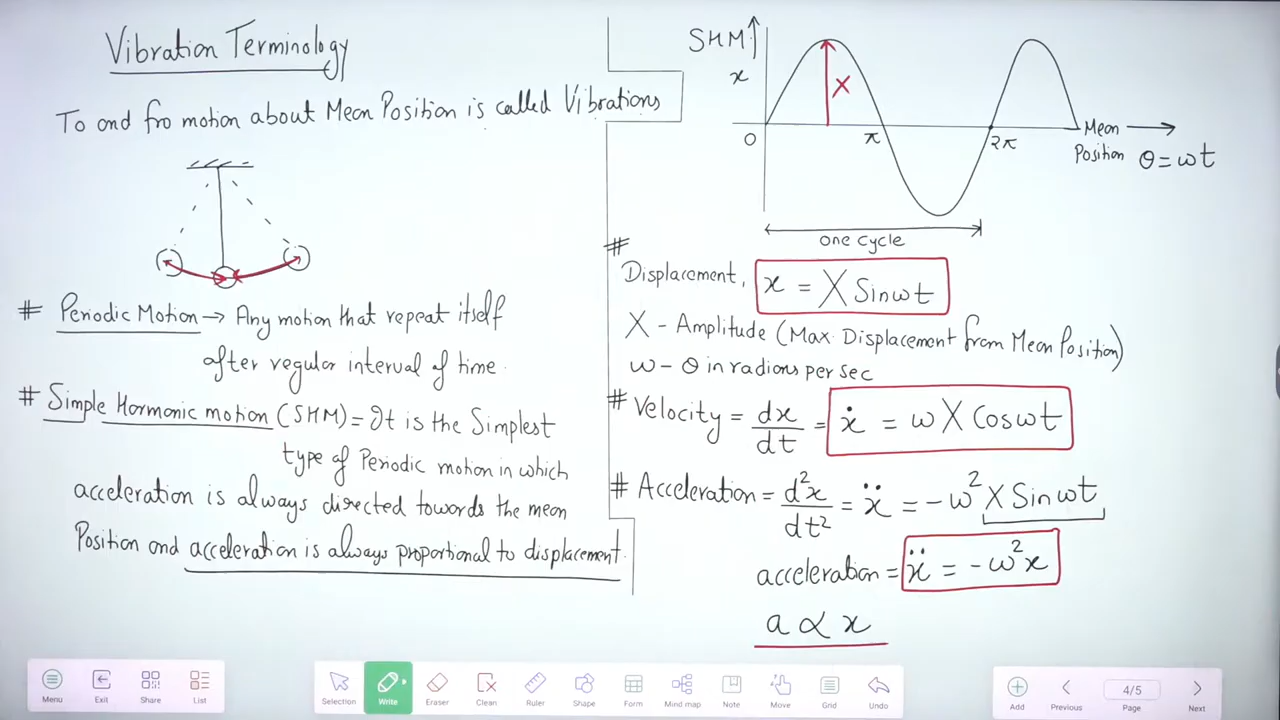 Vibration Terminology
To and fro motion about Mean Position is called Vibrations
# Periodic Motion → Any motion that repeat itself
after regular interval of time.
# Simple Harmonic motion (SHM) = It is the Simplest
type of Periodic motion in which
acceleration is always directed towards the mean
Position and acceleration is always proportional to displacement.
SHM ↑
x
X
0
π
2π
Mean
Position
θ = ωt
one cycle
#
Displacement, x = X Sinωt
X - Amplitude (Max. Displacement from Mean Position)
ω - θ in radians per sec
# Velocity = dx/dt = ẋ = ω X Cosωt
# Acceleration = d²x/dt² = ẍ = -ω² X Sinωt
acceleration = ẍ = -ω²x
a ∝ x
Menu
Exit
Share
List
Selection
Write
Eraser
Clean
Ruler
Shape
Form
Mind map
Note
Move
Grid
Undo
Add
Previous
4/5
Page
Next